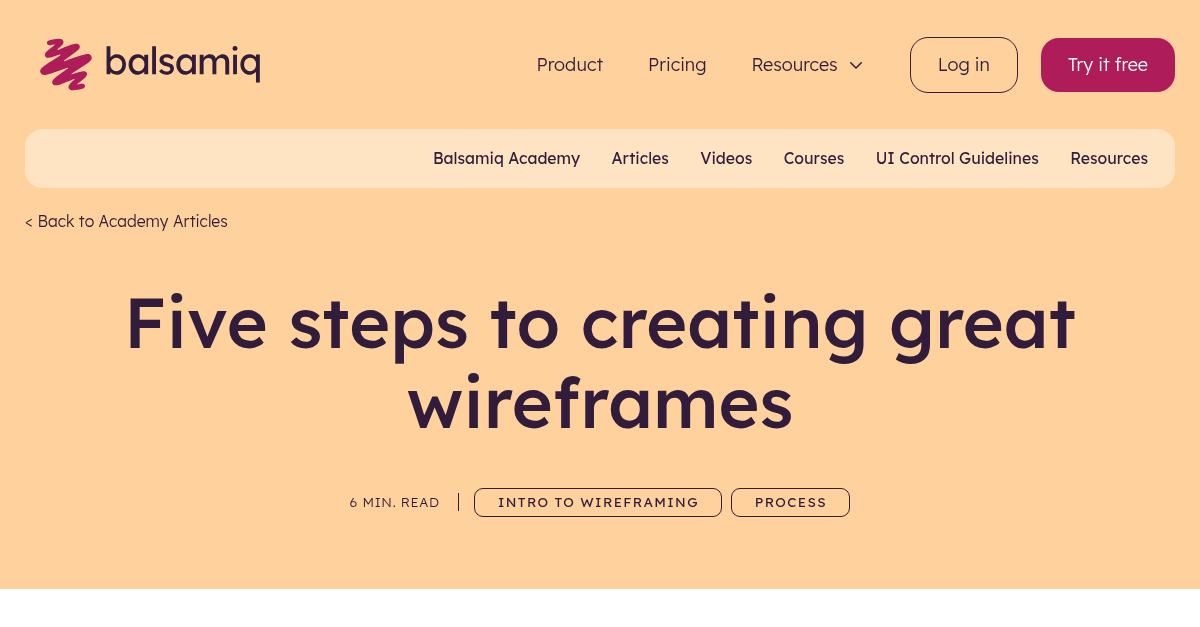 balsamiq
Product Pricing Resources Log in Try it free
Balsamiq Academy Articles Videos Courses UI Control Guidelines Resources
< Back to Academy Articles
Five steps to creating great
wireframes
6 MIN. READ | INTRO TO WIREFRAMING PROCESS